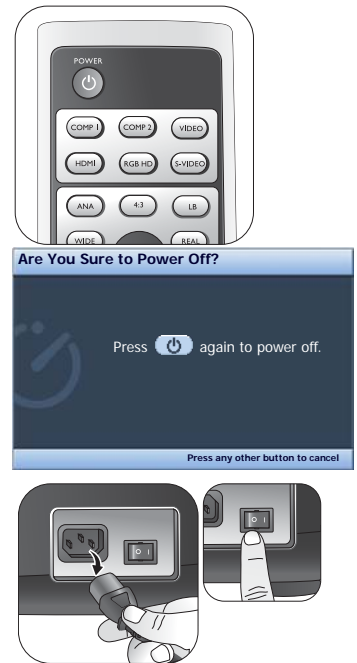 POWER
COMP 1 COMP 2 VIDEO
HDMI RGB HD S-VIDEO
ANA 4:3 LB
WIDE REAL
Are You Sure to Power Off?
Press again to power off.
Press any other button to cancel